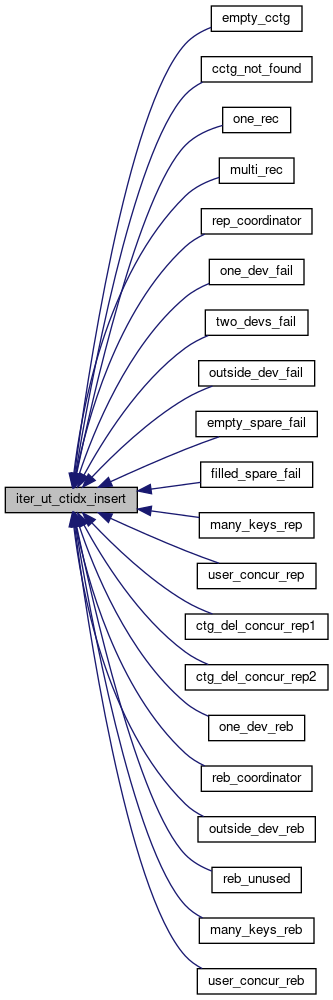 empty_cctg
cctg_not_found
one_rec
multi_rec
rep_coordinator
one_dev_fail
two_devs_fail
outside_dev_fail
empty_spare_fail
filled_spare_fail
iter_ut_ctidx_insert
many_keys_rep
user_concur_rep
ctg_del_concur_rep1
ctg_del_concur_rep2
one_dev_reb
reb_coordinator
outside_dev_reb
reb_unused
many_keys_reb
user_concur_reb